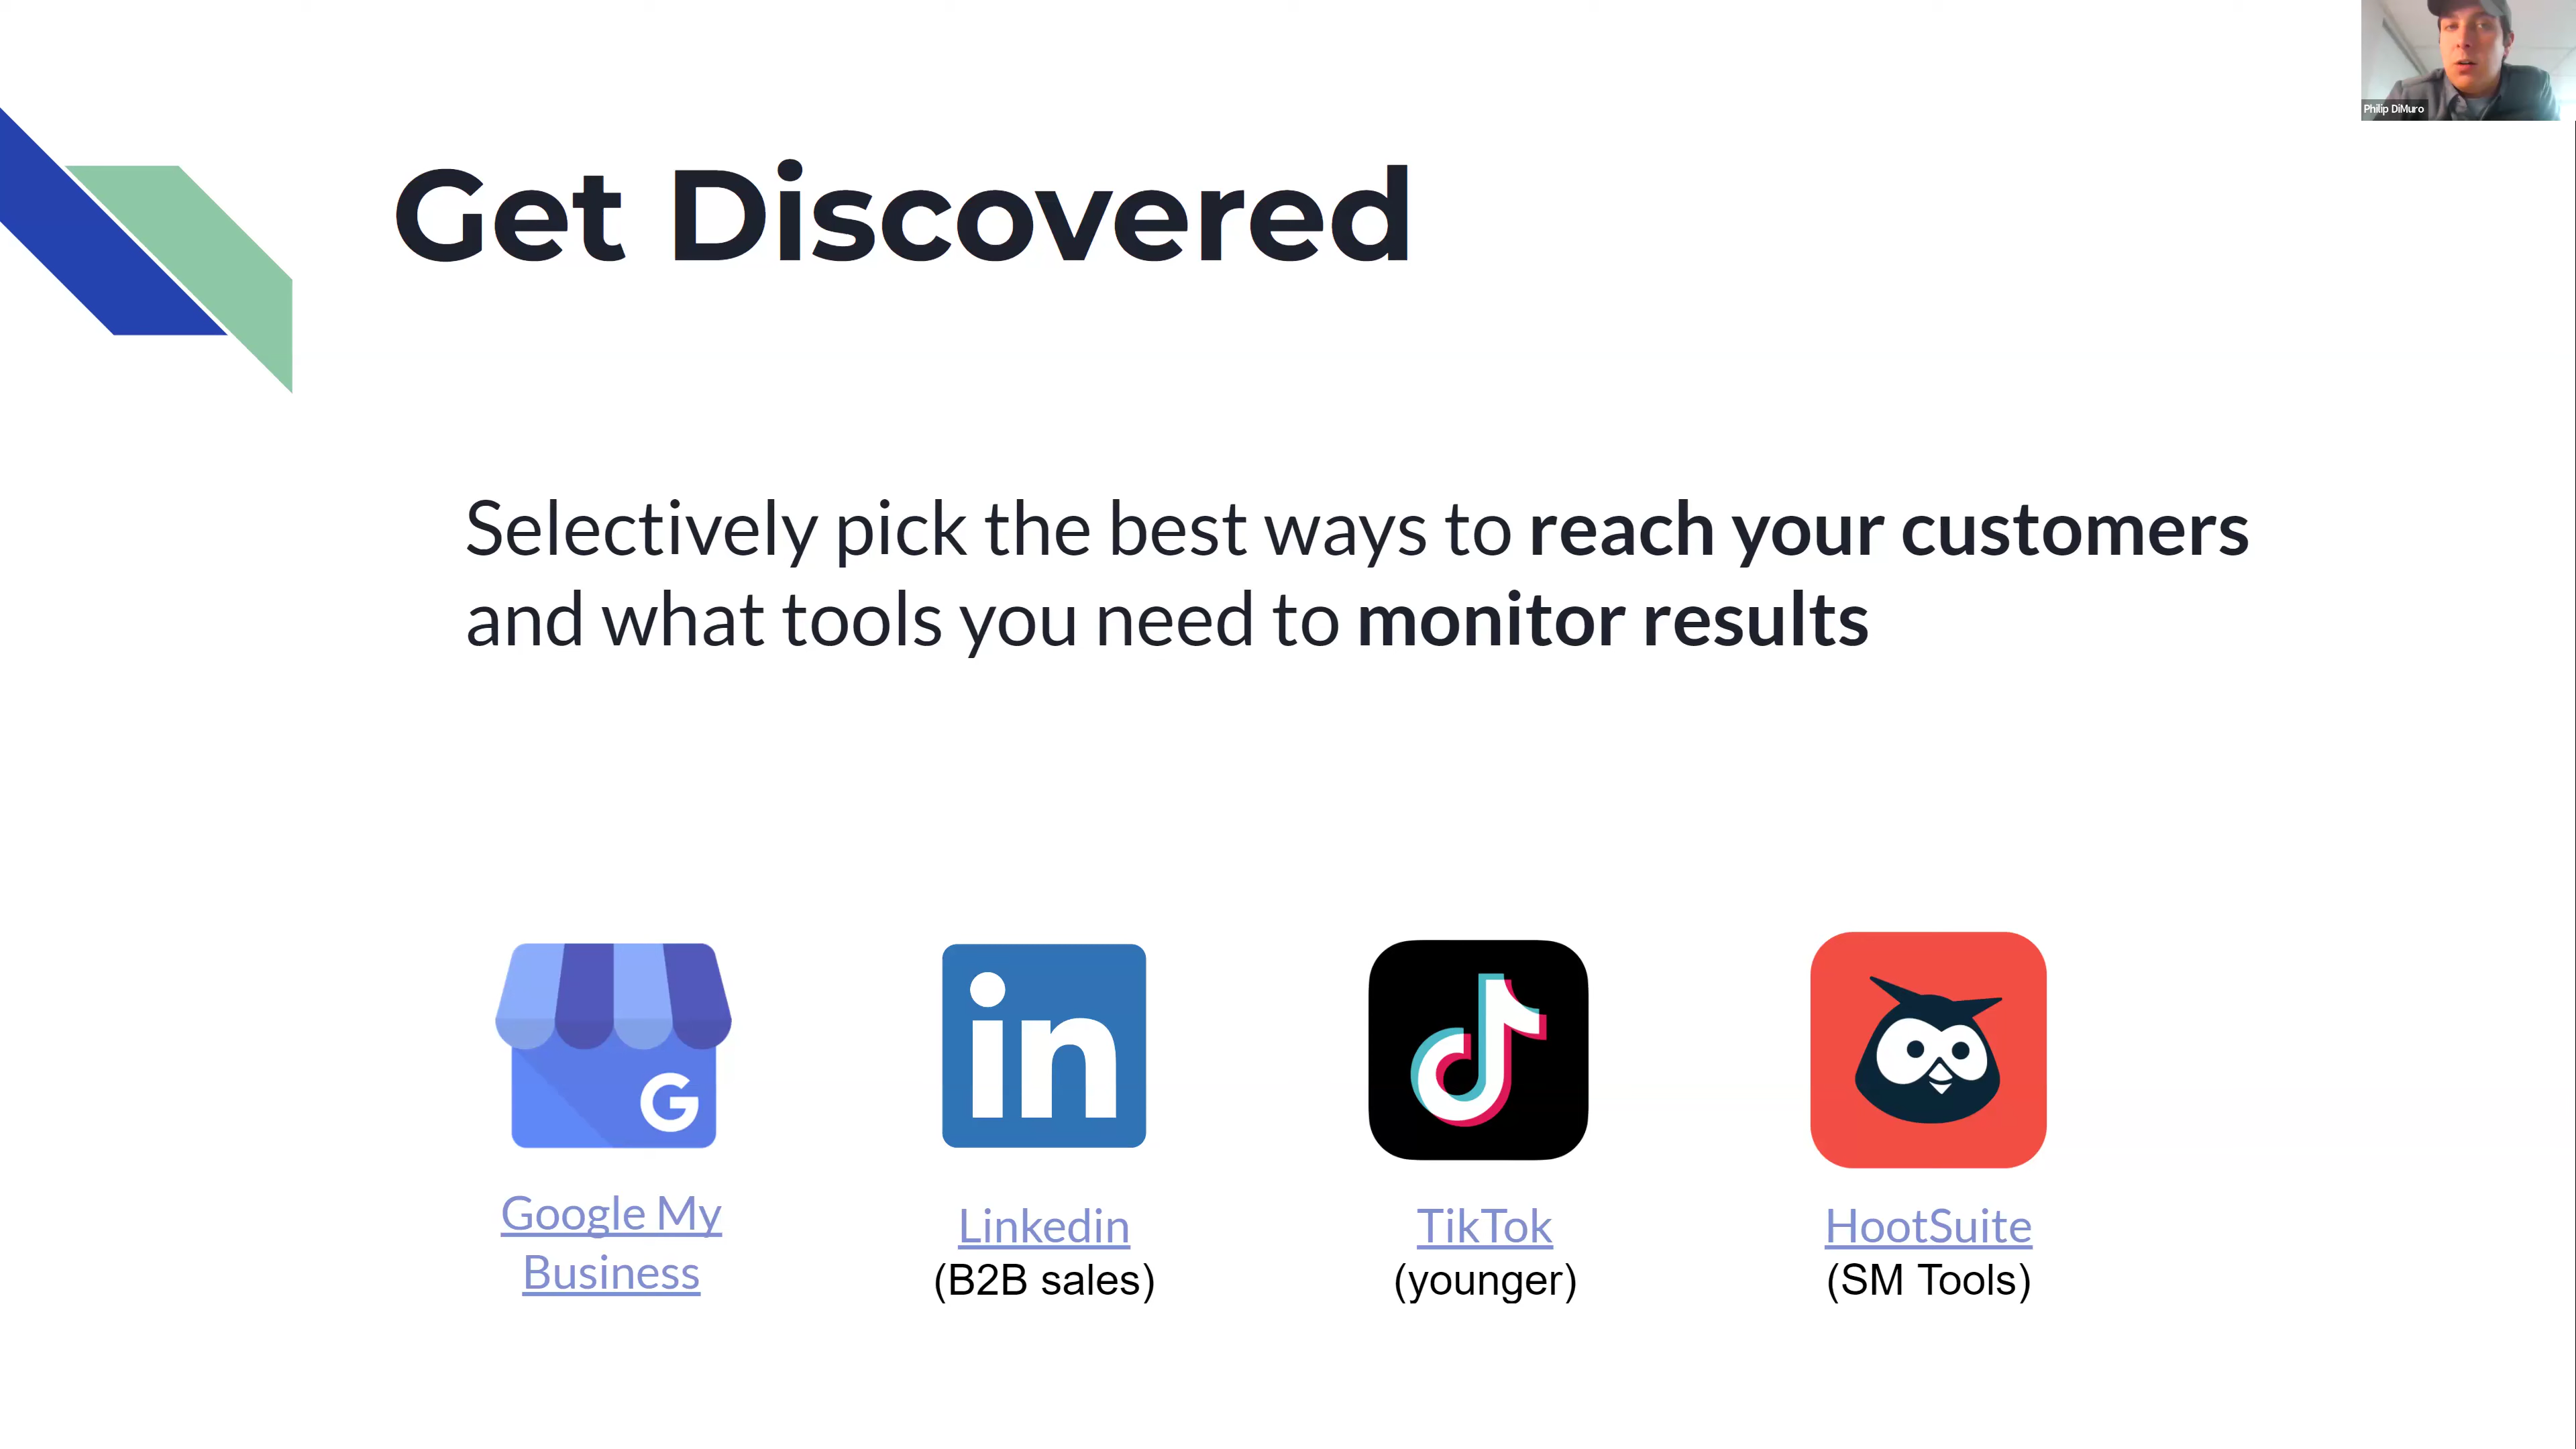 Philip DiMuro
Get Discovered
Selectively pick the best ways to reach your customers
and what tools you need to monitor results
G
in
Google My
Business
Linkedin
(B2B sales)
TikTok
(younger)
HootSuite
(SM Tools)